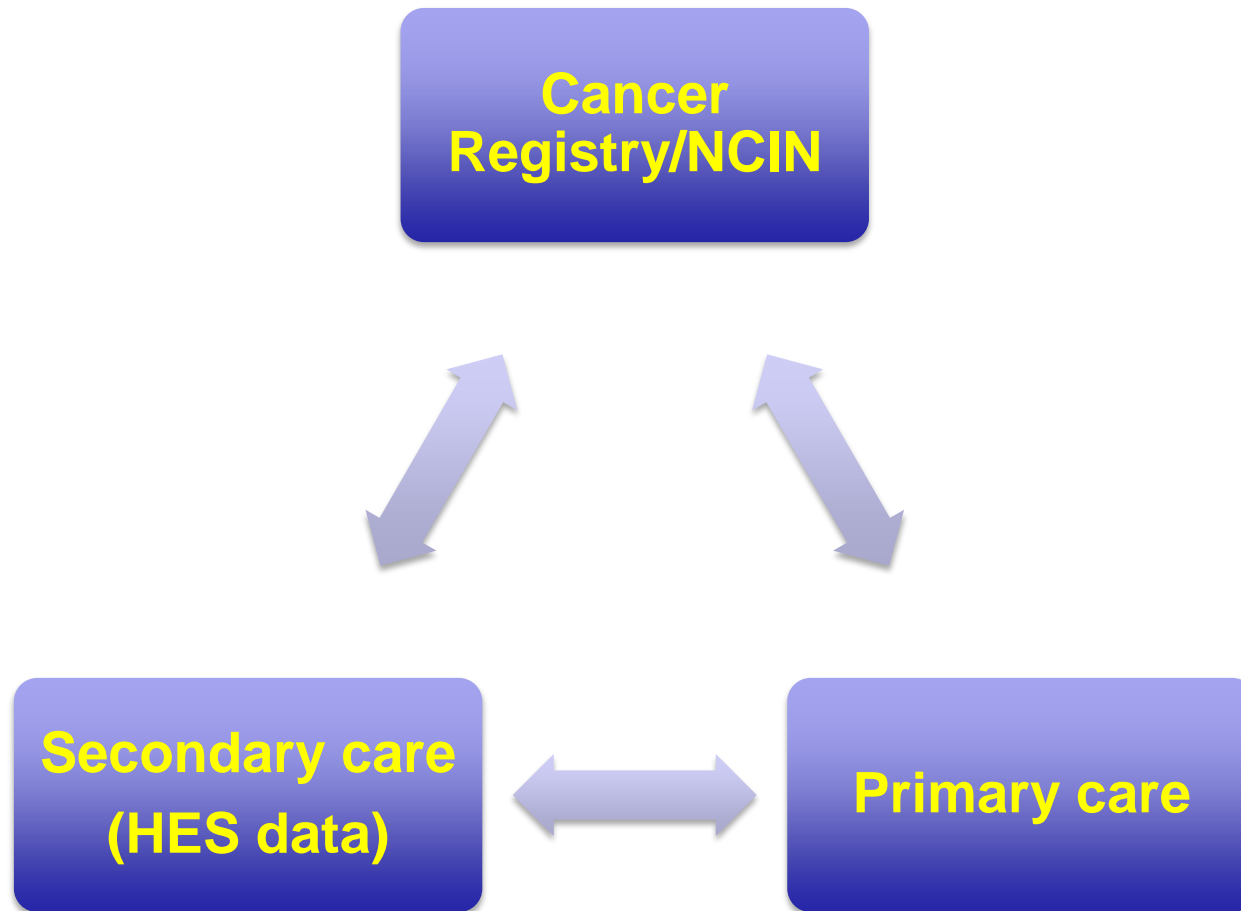 Cancer
Registry/NCIN
Secondary care
(HES data)
Primary care